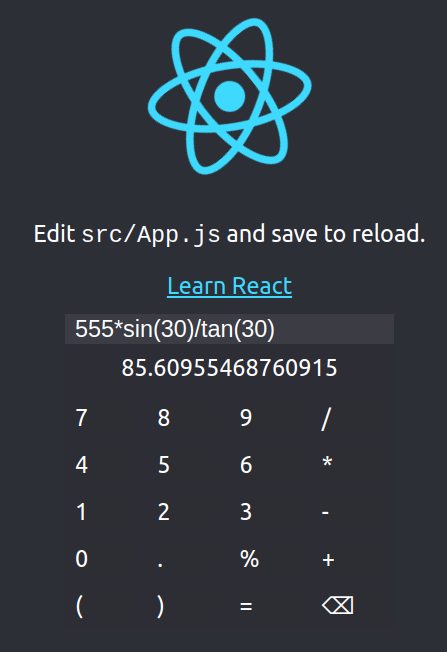 Edit src/App.js and save to reload.
Learn React
555*sin(30)/tan(30)
85.60955468760915
7 8 9 /
4 5 6 *
1 2 3 -
0 . % +
( ) = ⌫